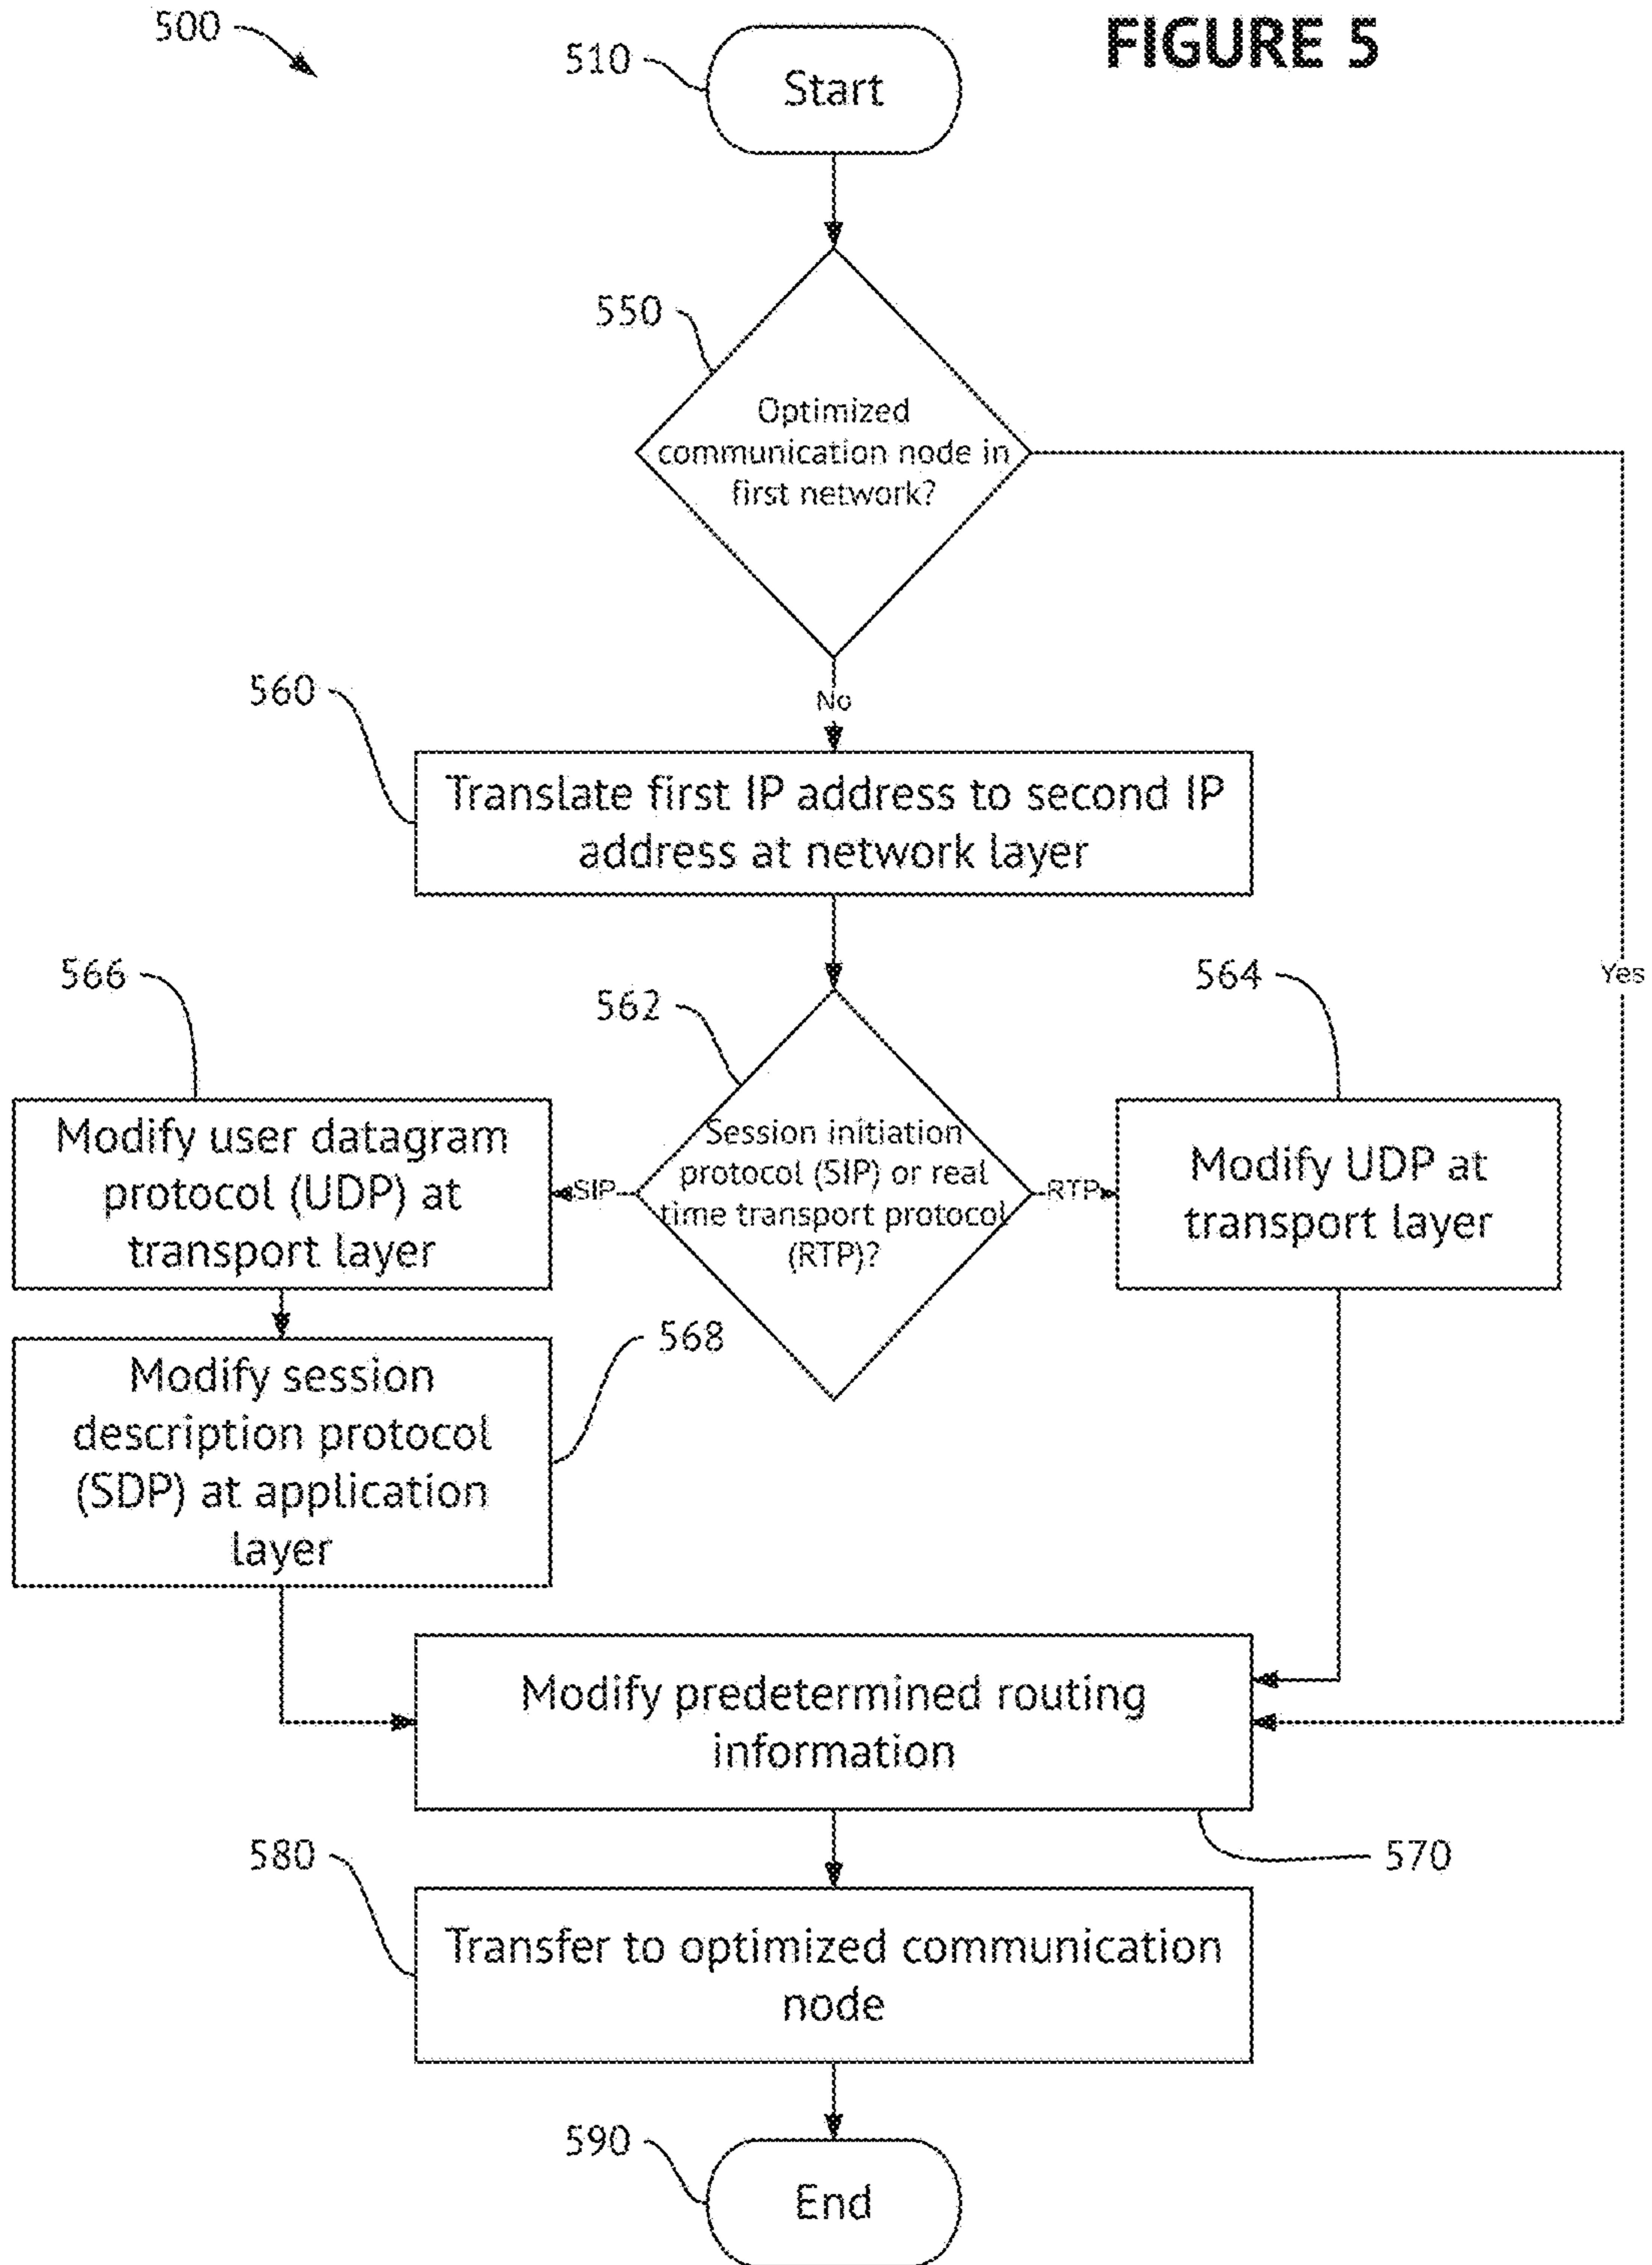 500
FIGURE 5
510
Start
550
Optimized
communication node in
first network?
No
560
Translate first IP address to second IP
address at network layer
566
562
564
Yes
Modify user datagram
protocol (UDP) at
transport layer
SIP
Session initiation
protocol (SIP) or real
time transport protocol
(RTP)?
RTP
Modify UDP at
transport layer
568
Modify session
description protocol
(SDP) at application
layer
Modify predetermined routing
information
570
580
Transfer to optimized communication
node
590
End